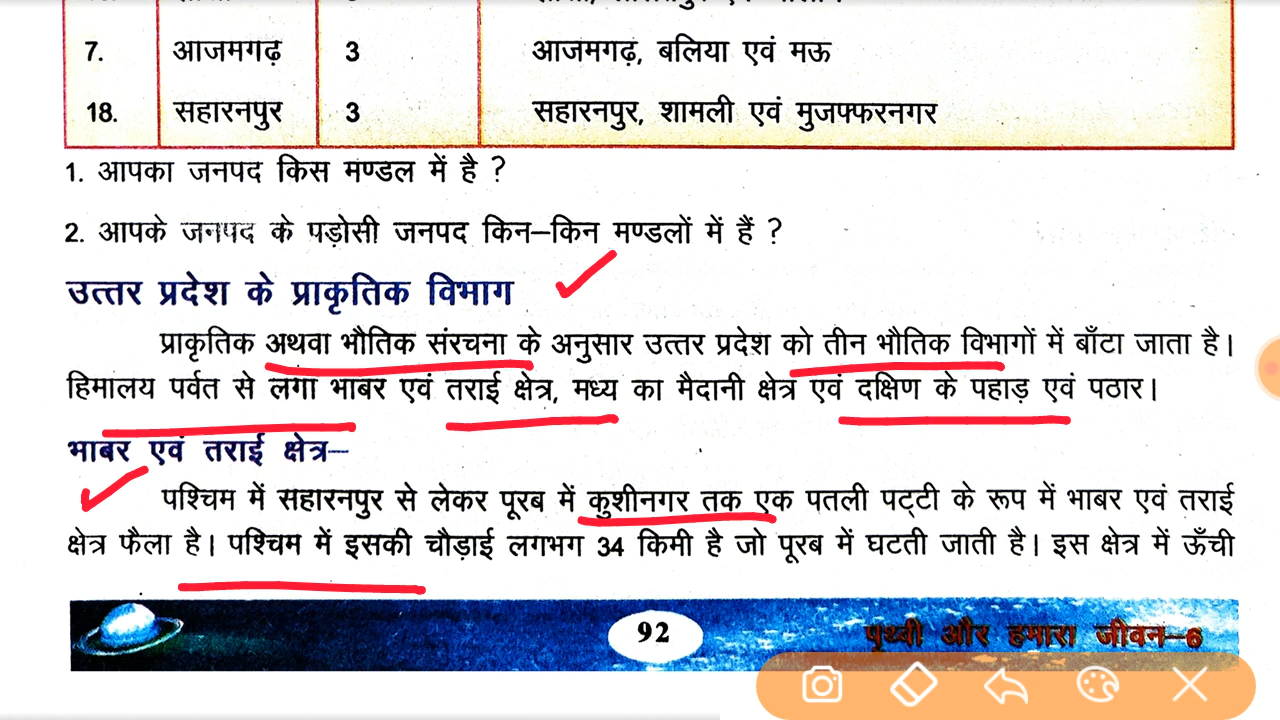 7. आजमगढ़ 3 आजमगढ़, बलिया एवं मऊ
18. सहारनपुर 3 सहारनपुर, शामली एवं मुजफ्फरनगर
1. आपका जनपद किस मण्डल में है ?
2. आपके जनपद के पड़ोसी जनपद किन–किन मण्डलों में हैं ?
उत्तर प्रदेश के प्राकृतिक विभाग
प्राकृतिक अथवा भौतिक संरचना के अनुसार उत्तर प्रदेश को तीन भौतिक विभागों में बाँटा जाता है।
हिमालय पर्वत से लगा भाबर एवं तराई क्षेत्र, मध्य का मैदानी क्षेत्र एवं दक्षिण के पहाड़ एवं पठार।
भाबर एवं तराई क्षेत्र–
पश्चिम में सहारनपुर से लेकर पूरब में कुशीनगर तक एक पतली पट्टी के रूप में भाबर एवं तराई
क्षेत्र फैला है। पश्चिम में इसकी चौड़ाई लगभग 34 किमी है जो पूरब में घटती जाती है। इस क्षेत्र में ऊँची
92
पृथ्वी और हमारा जीवन–6